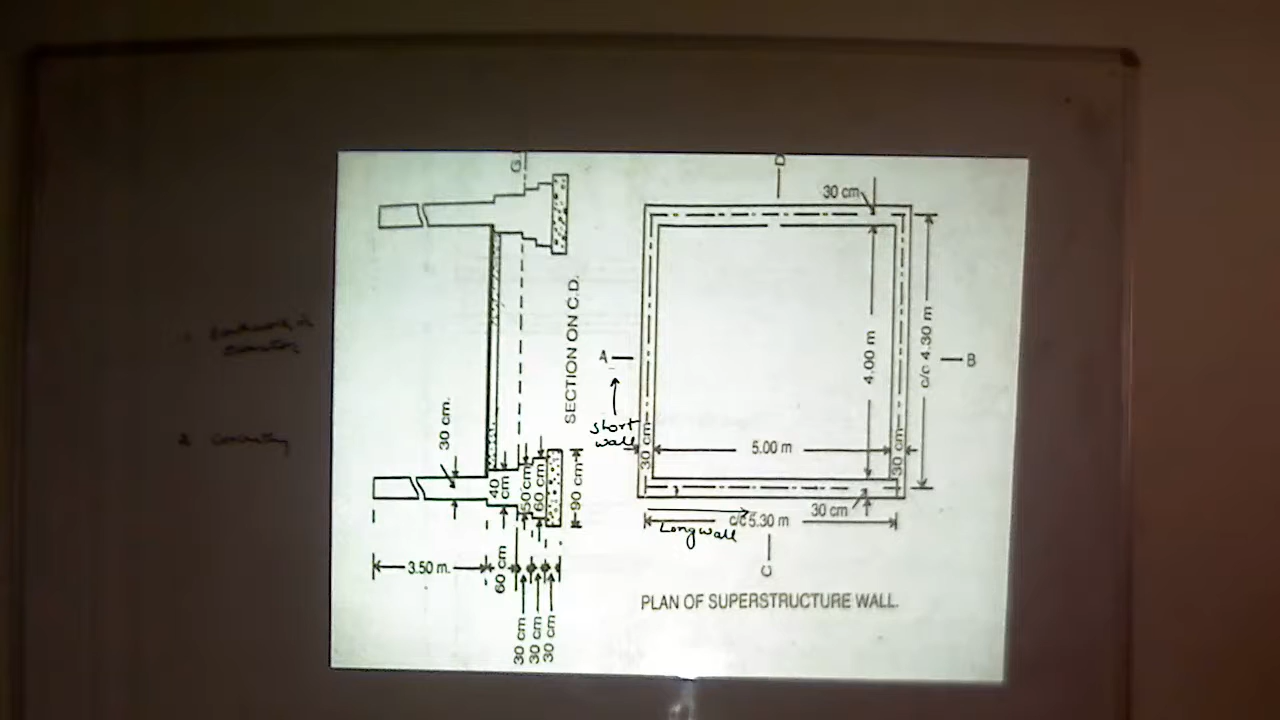 G.
D
30 cm
SECTION ON C.D.
A
B
4.00 m
c/c 4.30 m
short
wall
30 cm.
30 cm
5.00 m
30 cm
40
cm
50 cm
60 cm
90 cm
30 cm
c/c 5.30 m
Long wall
3.50 m.
60 cm
C
PLAN OF SUPERSTRUCTURE WALL.
30 cm
30 cm
30 cm